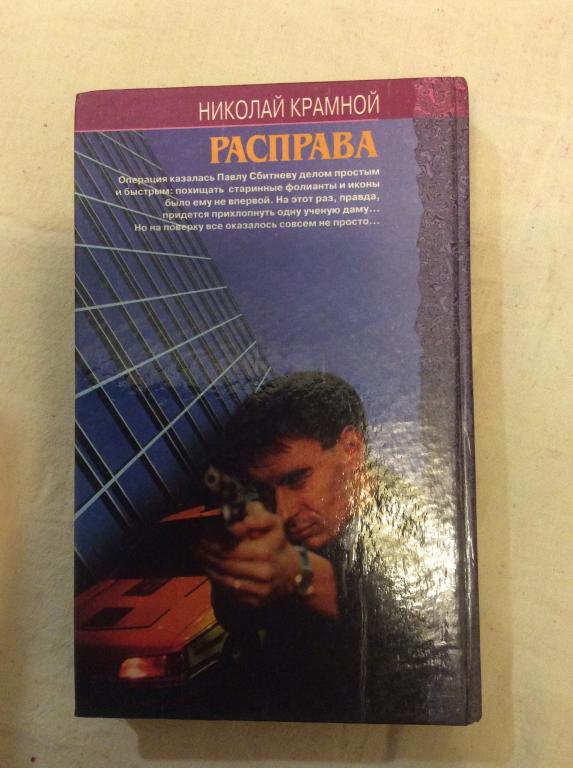 НИКОЛАЙ КРАМНОЙ
РАСПРАВА
Операция казалась Павлу Сбитневу делом простым
и быстрым: похищать старинные фолианты и иконы
было ему не впервой. На этот раз, правда,
придется прихлопнуть одну ученую даму...
Но на поверку все оказалось совсем не просто...